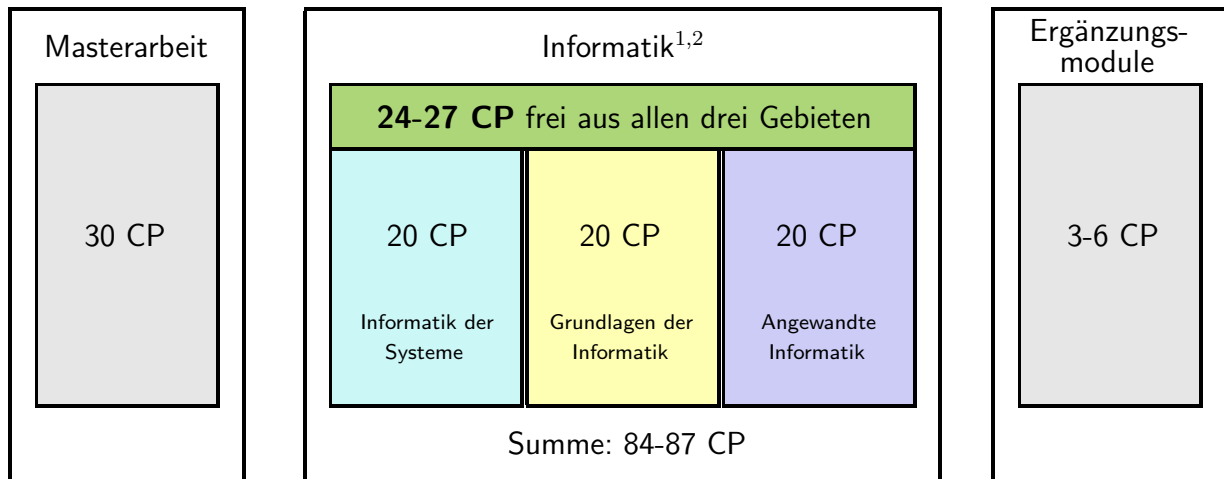 Masterarbeit
30 CP
Informatik1,2
24-27 CP frei aus allen drei Gebieten
20 CP
Informatik der
Systeme
20 CP
Grundlagen der
Informatik
20 CP
Angewandte
Informatik
Summe: 84-87 CP
Ergänzungs-
module
3-6 CP